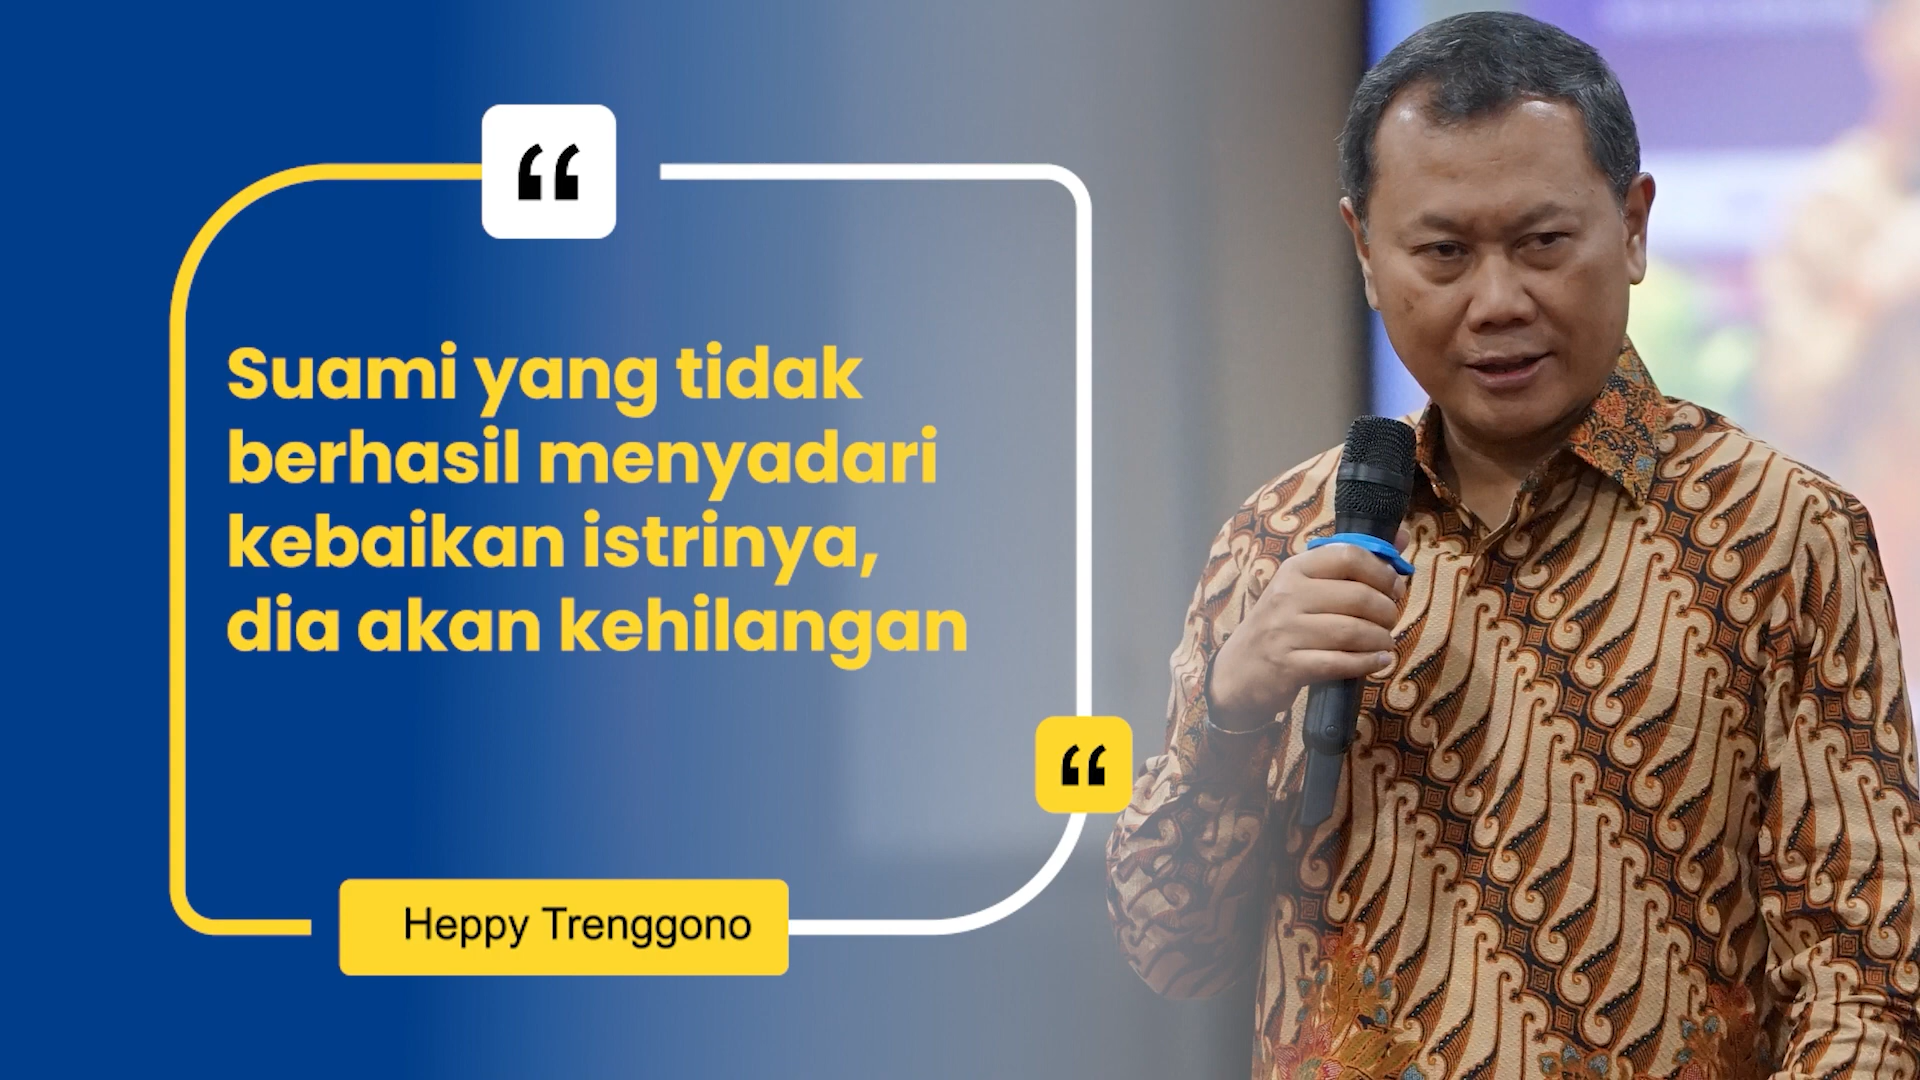 “
Suami yang tidak
berhasil menyadari
kebaikan istrinya,
dia akan kehilangan
“
Heppy Trenggono